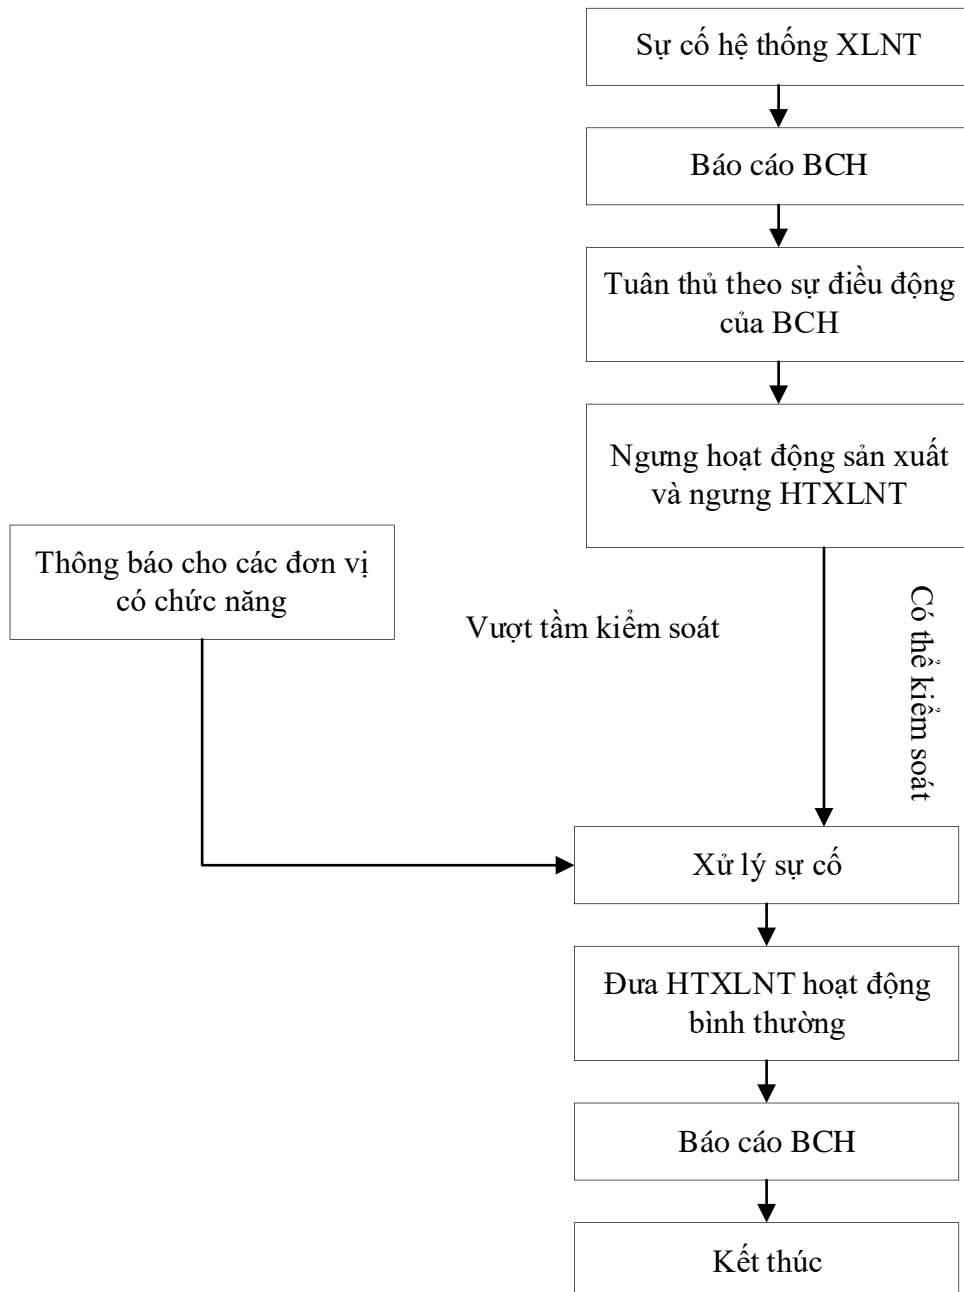 Sự cố hệ thống XLNT
Báo cáo BCH
Tuân thủ theo sự điều động
của BCH
Ngưng hoạt động sản xuất
và ngưng HTXLNT
Thông báo cho các đơn vị
có chức năng
Vượt tầm kiểm soát
Có thể kiểm soát
Xử lý sự cố
Đưa HTXLNT hoạt động
bình thường
Báo cáo BCH
Kết thúc